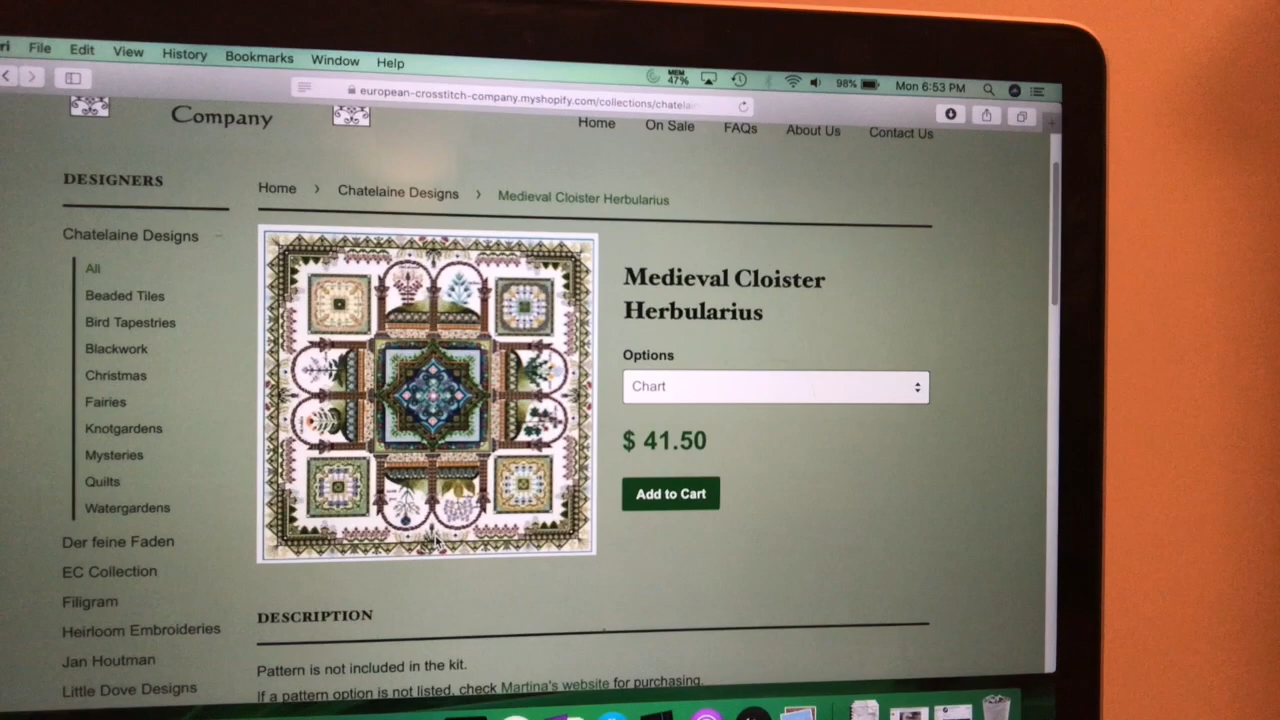 ri File Edit View History Bookmarks Window Help MEM 47% 98% Mon 6:53 PM
european-crosstitch-company.myshopify.com/collections/chatelai
Company
Home On Sale FAQs About Us Contact Us
DESIGNERS
Chatelaine Designs
All
Beaded Tiles
Bird Tapestries
Blackwork
Christmas
Fairies
Knotgardens
Mysteries
Quilts
Watergardens
Der feine Faden
EC Collection
Filigram
Heirloom Embroideries
Jan Houtman
Little Dove Designs
Home > Chatelaine Designs > Medieval Cloister Herbularius
Medieval Cloister
Herbularius
Options
Chart
$ 41.50
Add to Cart
DESCRIPTION
Pattern is not included in the kit.
If a pattern option is not listed, check Martina's website for purchasing.